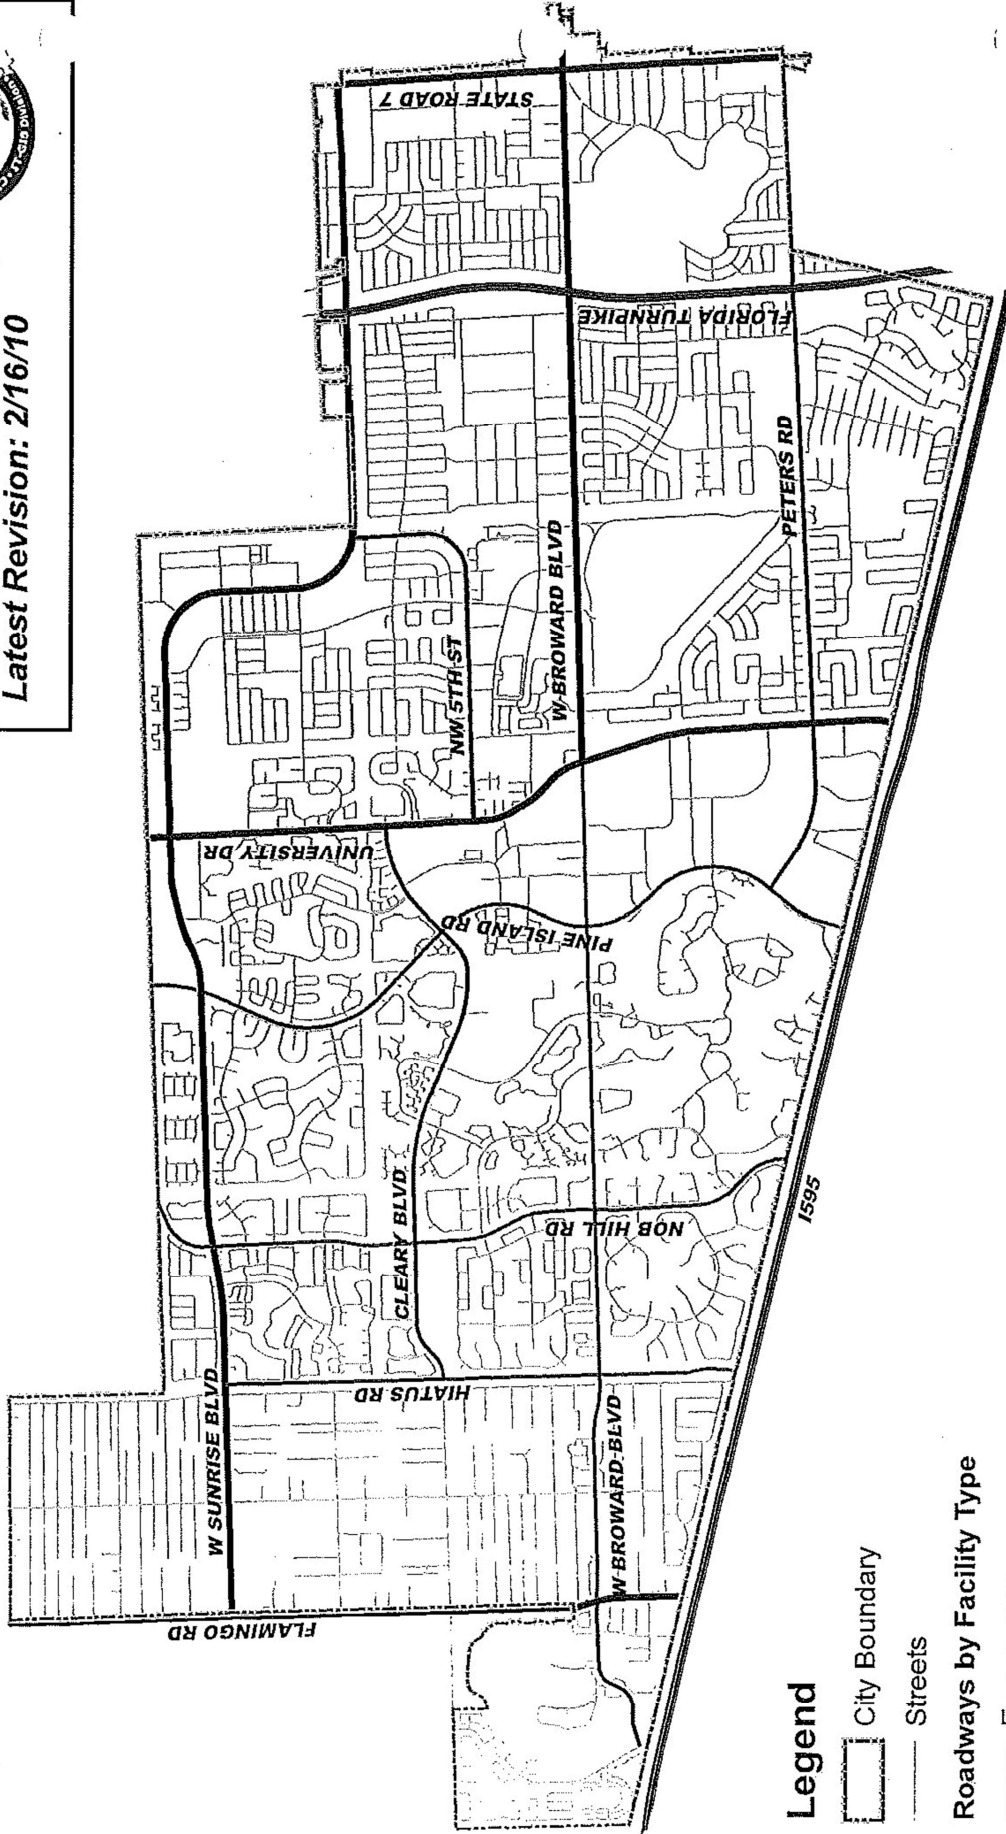 Latest Revision: 2/16/10
STATE ROAD 7
FLORIDA TURNPIKE
PETERS RD
W BROWARD BLVD
NW 5TH ST
UNIVERSITY DR
PINE ISLAND RD
CLEARY BLVD
NOB HILL RD
I595
HIATUS RD
W SUNRISE BLVD
W BROWARD BLVD
FLAMINGO RD
Legend
City Boundary
Streets
Roadways by Facility Type